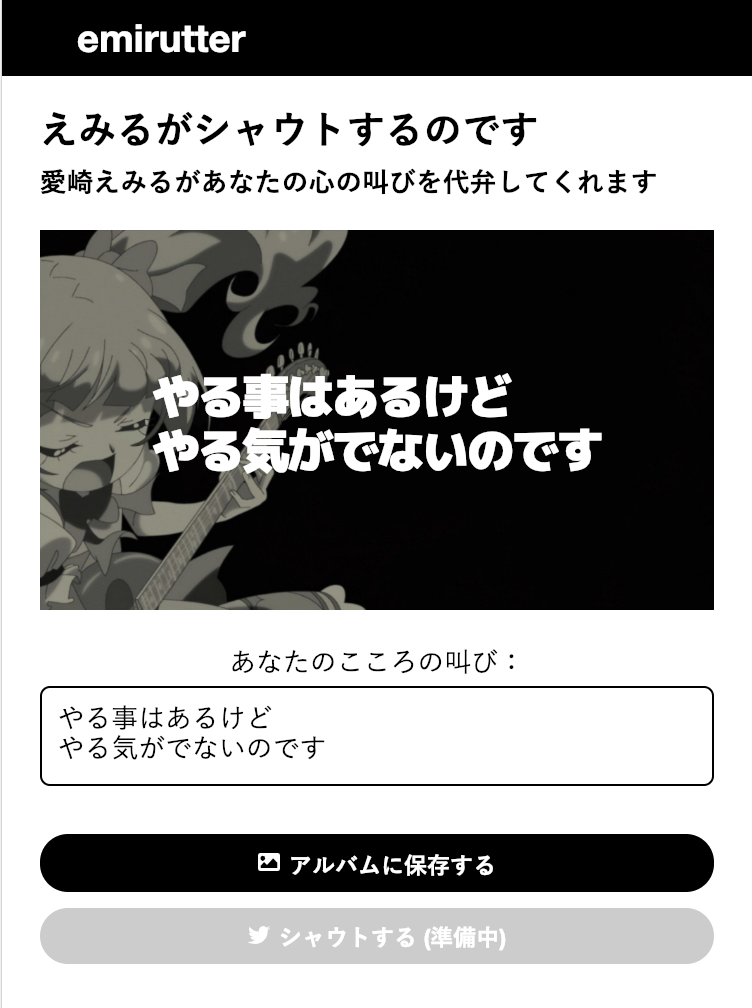 emirutter
えみるがシャウトするのです
愛崎えみるがあなたの心の叫びを代弁してくれます
やる事はあるけど
やる気がでないのです
あなたのこころの叫び：
やる事はあるけど
やる気がでないのです
アルバムに保存する
シャウトする (準備中)